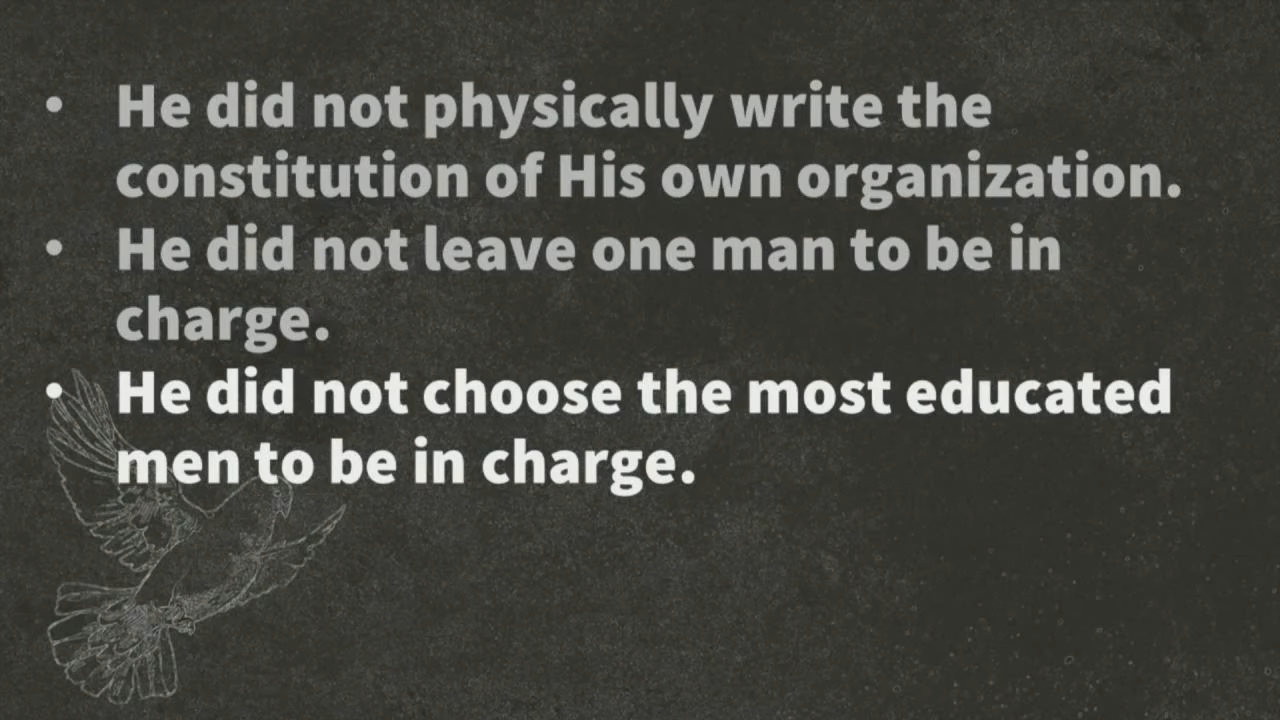 • He did not physically write the
constitution of His own organization.
• He did not leave one man to be in
charge.
• He did not choose the most educated
men to be in charge.